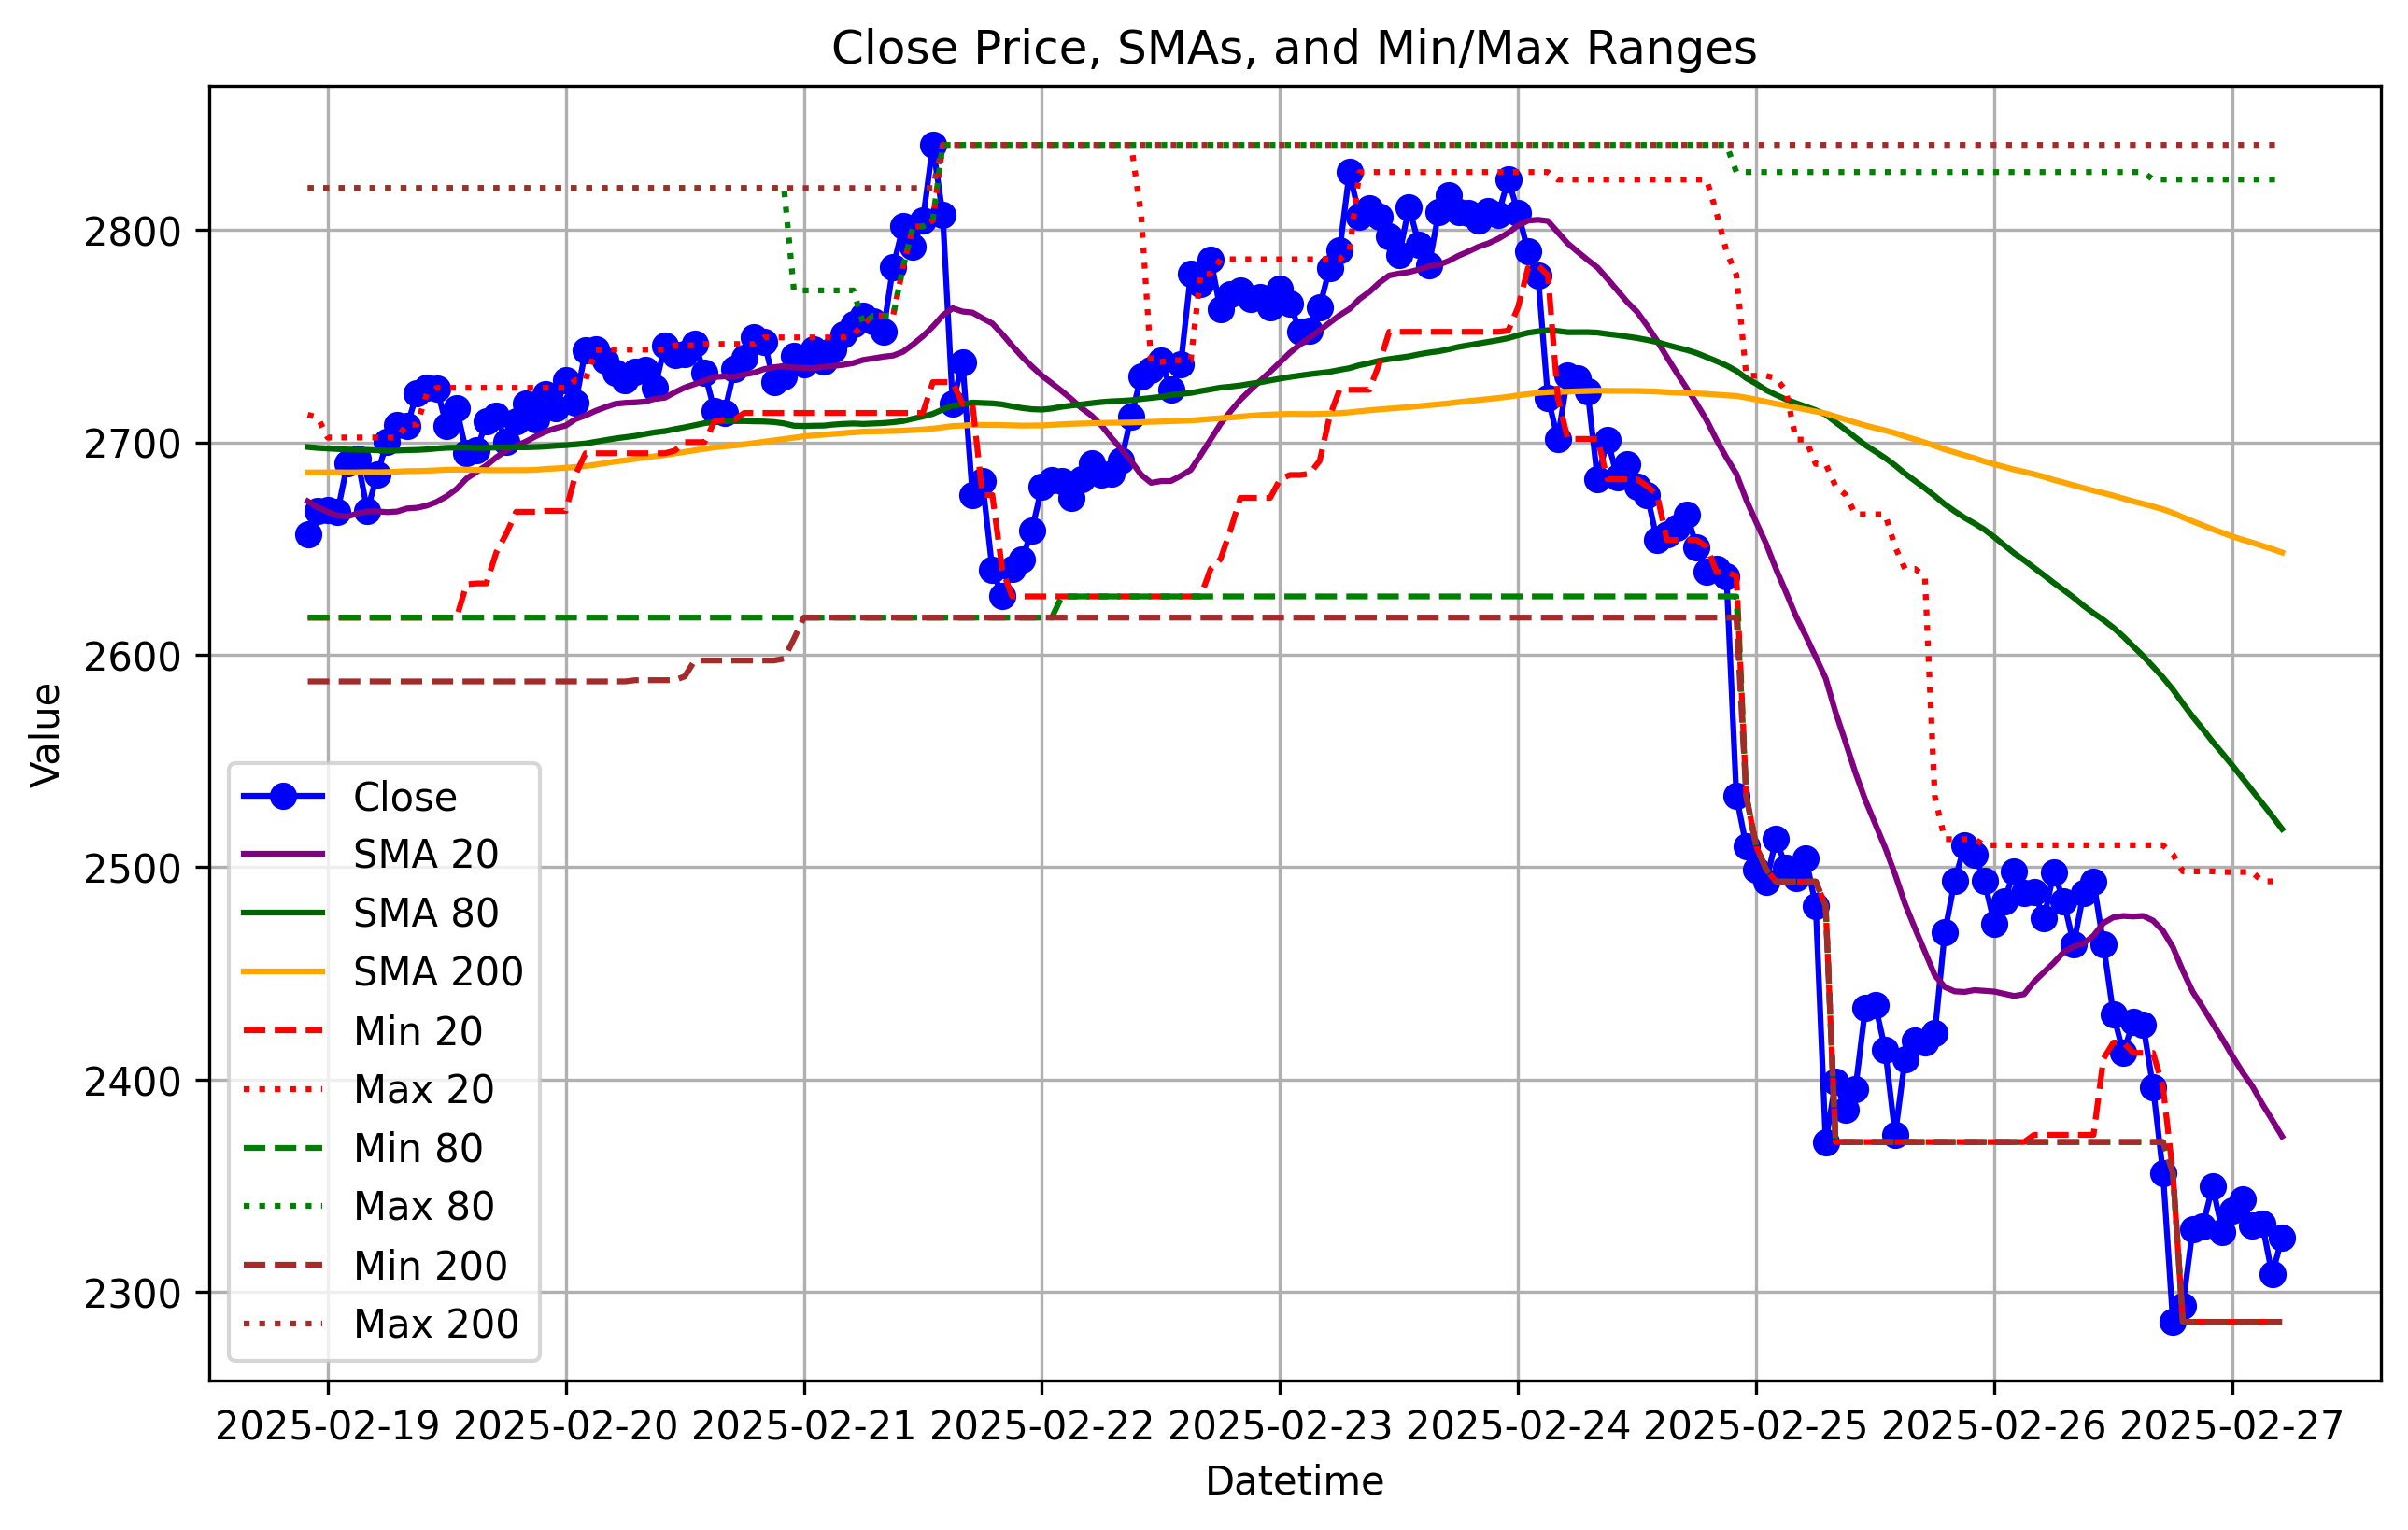 Close Price, SMAs, and Min/Max Ranges
Value
2800
2700
2600
2500
2400
2300
Close
SMA 20
SMA 80
SMA 200
Min 20
Max 20
Min 80
Max 80
Min 200
Max 200
2025-02-19 2025-02-20 2025-02-21 2025-02-22 2025-02-23 2025-02-24 2025-02-25 2025-02-26 2025-02-27
Datetime